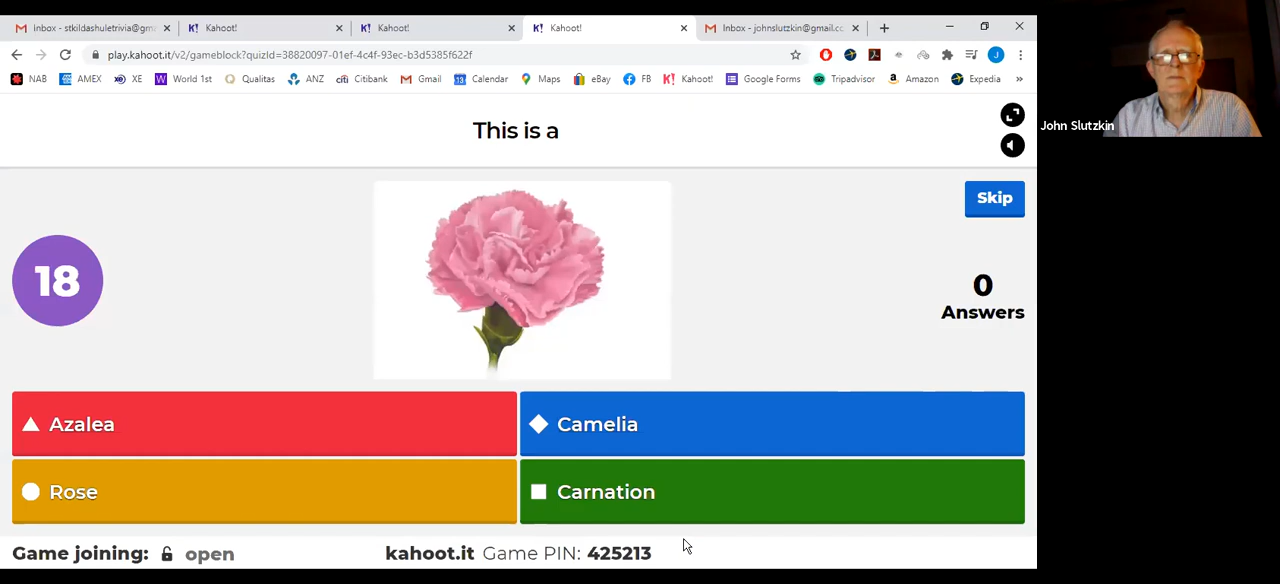 Inbox - stkildashuletrivia@gm
Kahoot!
Kahoot!
Kahoot!
Inbox - johnslutzkin@gmail.cc
play.kahoot.it/v2/gameblock?quizId=38820097-01ef-4c4f-93ec-b3d5385f622f
J
NAB
AMEX
XE
World 1st
Qualitas
ANZ
citi Citibank
Gmail
Calendar
Maps
eBay
FB
K! Kahoot!
Google Forms
Tripadvisor
Amazon
Expedia
»
John Slutzkin
This is a
Skip
18
0
Answers
Azalea
Camelia
Rose
Carnation
Game joining: open
kahoot.it Game PIN: 425213